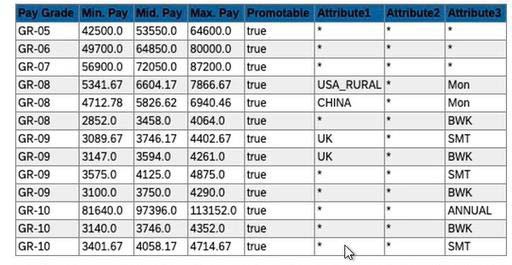 Pay Grade Min. Pay Mid. Pay Max. Pay Promotable Attribute1 Attribute2 Attribute3
GR-05 42500.0 53550.0 64600.0 true * * *
GR-06 49700.0 64850.0 80000.0 true * * *
GR-07 56900.0 72050.0 87200.0 true * * *
GR-08 5341.67 6604.17 7866.67 true USA_RURAL * Mon
GR-08 4712.78 5826.62 6940.46 true CHINA * Mon
GR-08 2852.0 3458.0 4064.0 true * * BWK
GR-09 3089.67 3746.17 4402.67 true UK * SMT
GR-09 3147.0 3594.0 4261.0 true UK * BWK
GR-09 3575.0 4125.0 4875.0 true * * SMT
GR-09 3100.0 3750.0 4290.0 true * * BWK
GR-10 81640.0 97396.0 113152.0 true * * ANNUAL
GR-10 3140.0 3746.0 4352.0 true * * BWK
GR-10 3401.67 4058.17 4714.67 true * * SMT